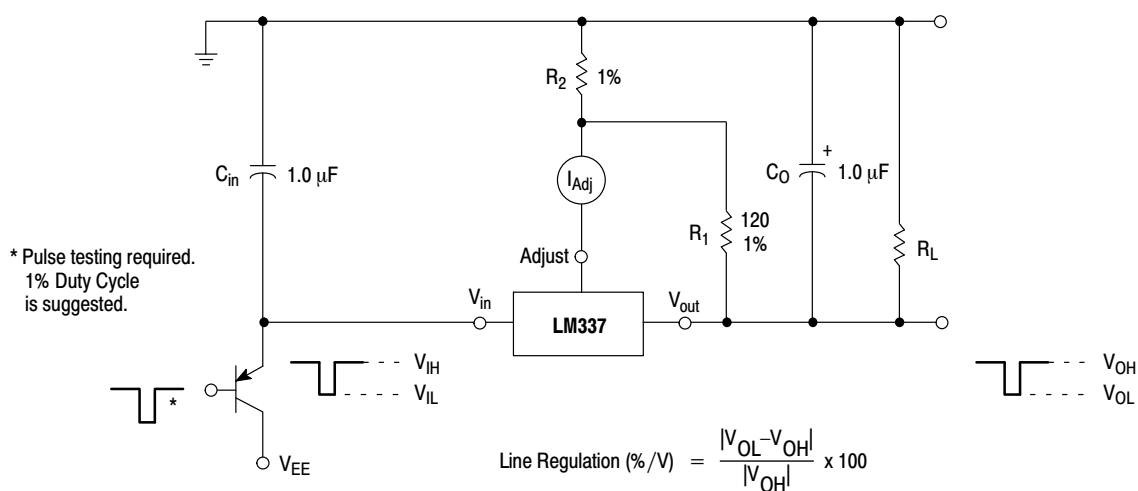 R2 1%
Cin 1.0 μF
IAdj
CO + 1.0 μF
R1 120
1%
RL
Adjust
* Pulse testing required.
1% Duty Cycle
is suggested.
Vin
LM337
Vout
VIH
VIL
*
VEE
VOH
VOL
Line Regulation (%/V) = |VOL–VOH| / |VOH| x 100